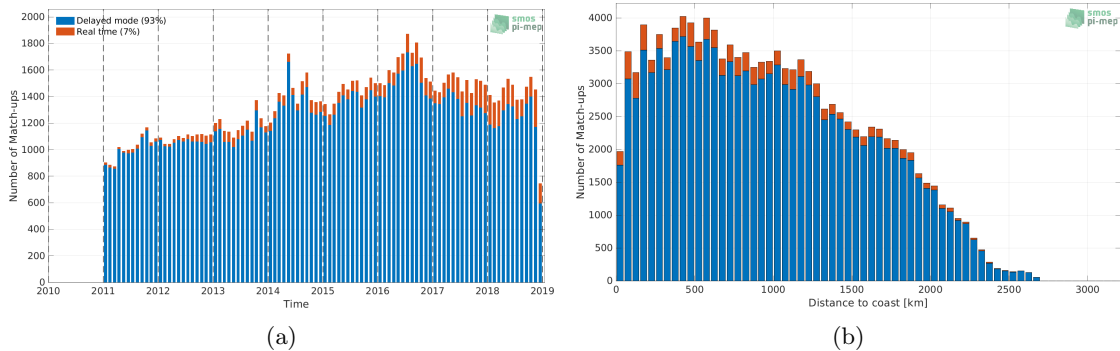 Delayed mode (93%)
Real time (7%)
smos
pi-mep
Number of Match-ups
2000
1800
1600
1400
1200
1000
800
600
400
200
0
2010 2011 2012 2013 2014 2015 2016 2017 2018 2019
Time
(a)
smos
pi-mep
Number of Match-ups
4000
3500
3000
2500
2000
1500
1000
500
0
0 500 1000 1500 2000 2500 3000
Distance to coast [km]
(b)